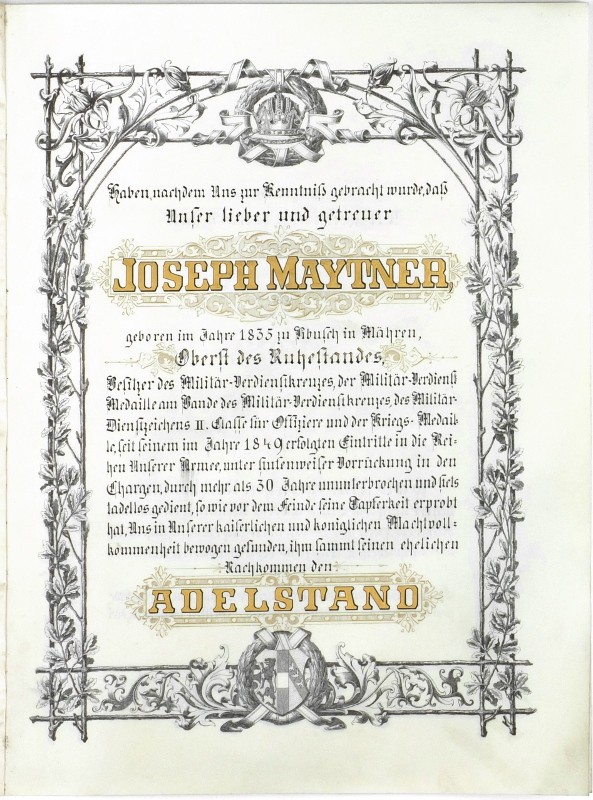 Haben, nachdem Uns zur Kenntniß gebracht wurde, daß
Unser lieber und getreuer
JOSEPH MAYTNER,
geboren im Jahre 1835 zu Abusch in Mähren,
Oberst des Ruhestandes,
Besitzer des Militär-Verdienstkreuzes, der Militär-Verdienst
Medaille am Bande des Militär-Verdienstkreuzes, des Militär-
Dienstzeichens II. Classe für Offiziere und der Kriegs-Medail-
le, seit seinem im Jahre 1849 erfolgten Eintritte in die Rei-
hen Unserer Armee, unter stufenweiser Vorrückung in den
Chargen, durch mehr als 30 Jahre ununterbrochen und stets
tadellos gedient, so wie vor dem Feinde seine Tapferkeit erprobt
hat, Uns in Unserer kaiserlichen und königlichen Machtvoll-
kommenheit bewogen gefunden, ihm sammt seinen ehelichen
Nachkommen den
ADELSTAND